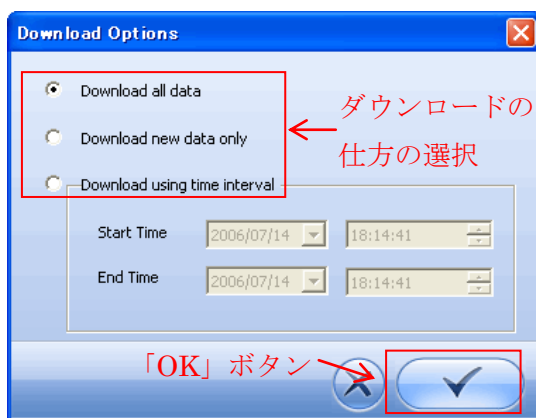 Download Options
Download all data
Download new data only
Download using time interval
ダウンロードの
仕方の選択
Start Time 2006/07/14 18:14:41
End Time 2006/07/14 18:14:41
「OK」ボタン